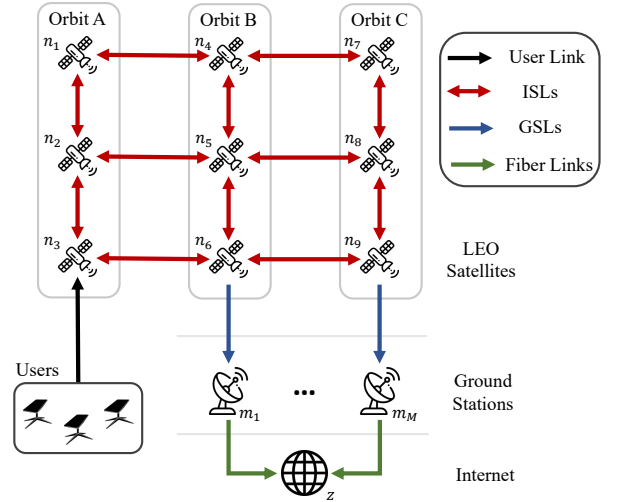 Orbit A Orbit B Orbit C
n₁ n₄ n₇
User Link
ISLs
GSLs
Fiber Links
n₂ n₅ n₈
n₃ n₆ n₉
LEO
Satellites
Users
Ground
Stations
m₁ ... m_M
Internet
z